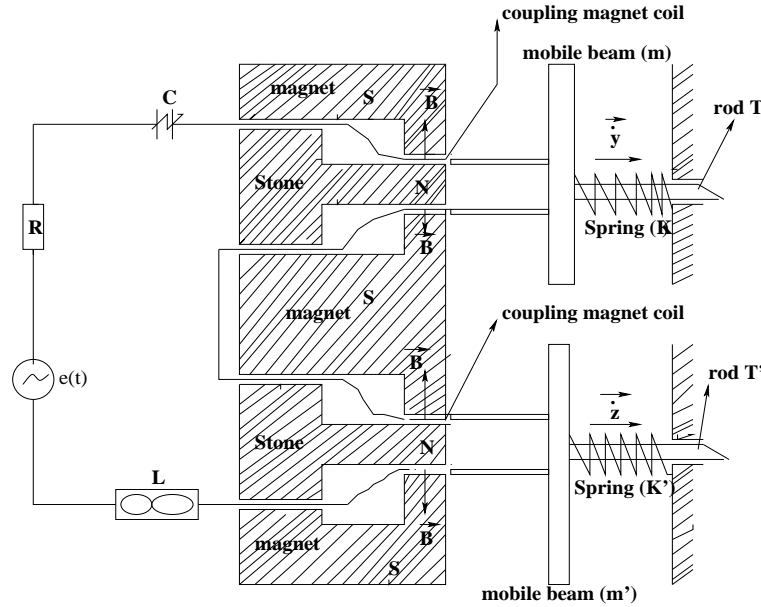 coupling magnet coil
mobile beam (m)
magnet
S
B
C
rod T
y
Stone
N
R
B
Spring (K
S
magnet
coupling magnet coil
B
rod T'
e(t)
z
Stone
N
L
Spring (K')
B
magnet
S
mobile beam (m')